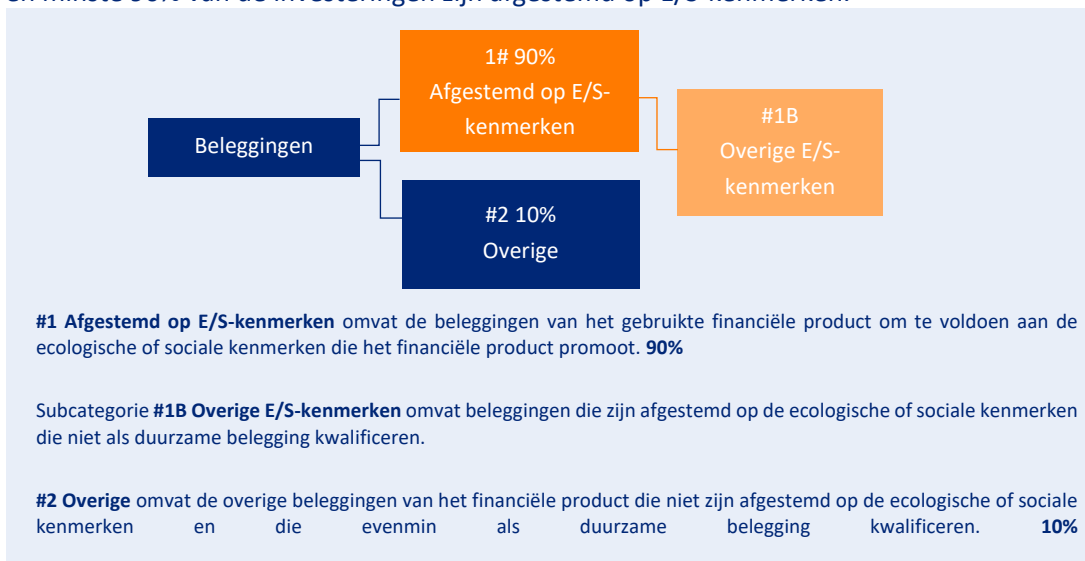 1# 90%
Afgestemd op E/S-
kenmerken
#1B
Overige E/S-
kenmerken
Beleggingen
#2 10%
Overige
#1 Afgestemd op E/S-kenmerken omvat de beleggingen van het gebruikte financiële product om te voldoen aan de
ecologische of sociale kenmerken die het financiële product promoot. 90%
Subcategorie #1B Overige E/S-kenmerken omvat beleggingen die zijn afgestemd op de ecologische of sociale kenmerken
die niet als duurzame belegging kwalificeren.
#2 Overige omvat de overige beleggingen van het financiële product die niet zijn afgestemd op de ecologische of sociale
kenmerken en die evenmin als duurzame belegging kwalificeren. 10%